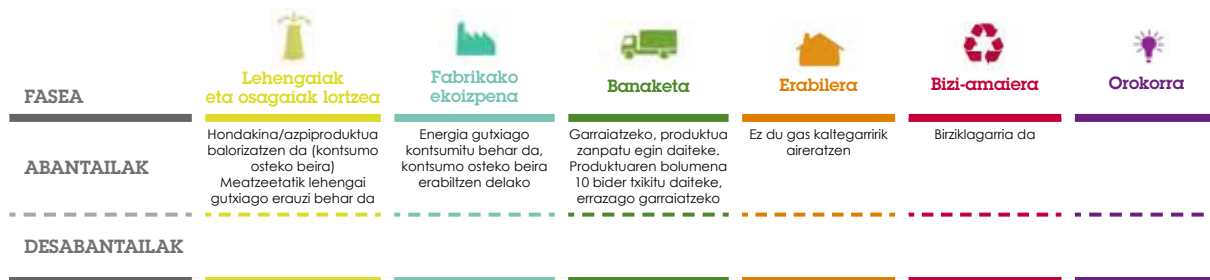 FASEA
Lehengaiak
eta osagaiak lortzea
Fabrikako
ekoizpena
Banaketa
Erabilera
Bizi-amaiera
Orokorra
ABANTAILAK
Hondakina/azpiproduktua
balorizatzen da (kontsumo
osteko beira)
Meatzeetatik lehengai
gutxiago erauzi behar da
Energia gutxiago
kontsumitu behar da,
kontsumo osteko beira
erabiltzen delako
Garraiatzeko, produktua
zanpatu egin daiteke.
Produktuaren bolumena
10 bider txikitu daiteke,
errazago garraiatzeko
Ez du gas kaltegarririk
aireratzen
Birziklagarria da
DESABANTAILAK